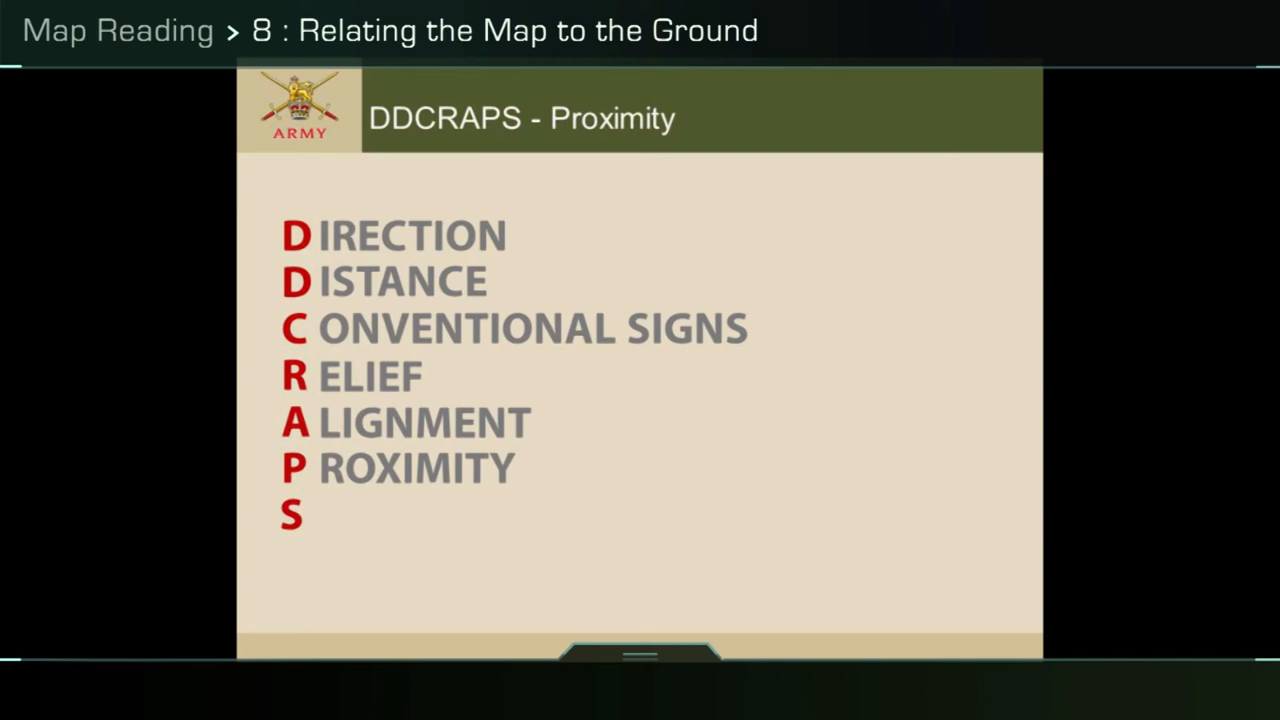 Map Reading > 8 : Relating the Map to the Ground
ARMY
DDCRAPS - Proximity
DIRECTION
DISTANCE
CONVENTIONAL SIGNS
RELIEF
ALIGNMENT
PROXIMITY
S